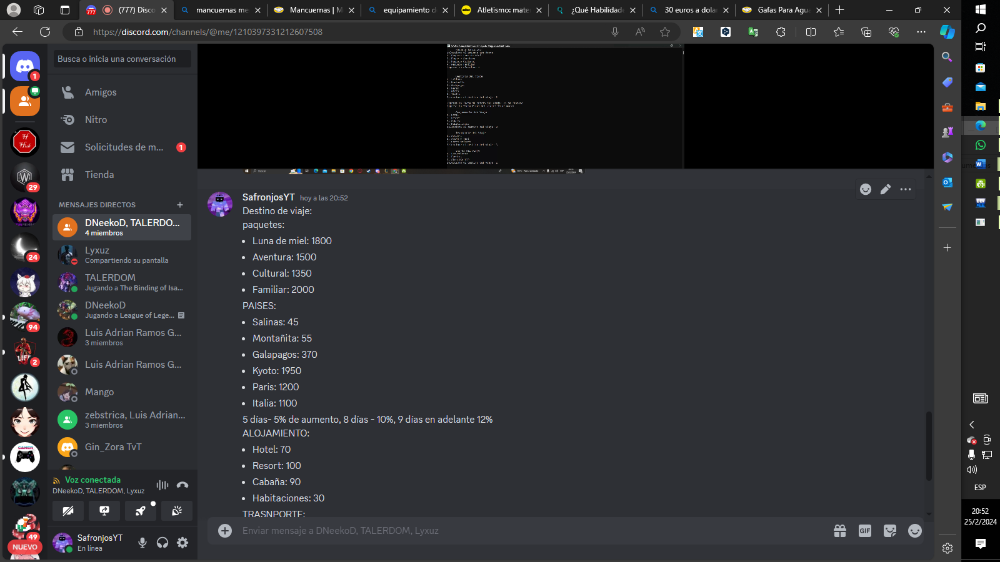 (777) Disco
mancuernas me
Mancuernas | M
equipamiento d
Atletismo: mate
¿Qué Habilidad
30 euros a dola
Gafas Para Agua
https://discord.com/channels/@me/1210397331212607508
Busca o inicia una conversación
Amigos
Nitro
Solicitudes de m... 1
Tienda
MENSAJES DIRECTOS
DNeekoD, TALERDO...
4 miembros
Lyxuz
Compartiendo su pantalla
TALERDOM
Jugando a The Binding of Isa...
DNeekoD
Jugando a League of Lege...
Luis Adrian Ramos G...
3 miembros
Luis Adrian Ramos G...
Mango
zebstrica, Luis Adrian...
3 miembros
Gin_Zora TvT
Voz conectada
DNeekoD, TALERDOM, Lyxuz
SafronjosYT
En línea
1
29
24
94
2
49
NUEVO
SafronjosYT hoy a las 20:52
Destino de viaje:
paquetes:
Luna de miel: 1800
Aventura: 1500
Cultural: 1350
Familiar: 2000
PAISES:
Salinas: 45
Montañita: 55
Galapagos: 370
Kyoto: 1950
Paris: 1200
Italia: 1100
5 días- 5% de aumento, 8 días - 10%, 9 días en adelante 12%
ALOJAMIENTO:
Hotel: 70
Resort: 100
Cabaña: 90
Habitaciones: 30
TRASNPORTE:
Enviar mensaje a DNeekoD, TALERDOM, Lyxuz
GIF
ESP
20:52
25/2/2024